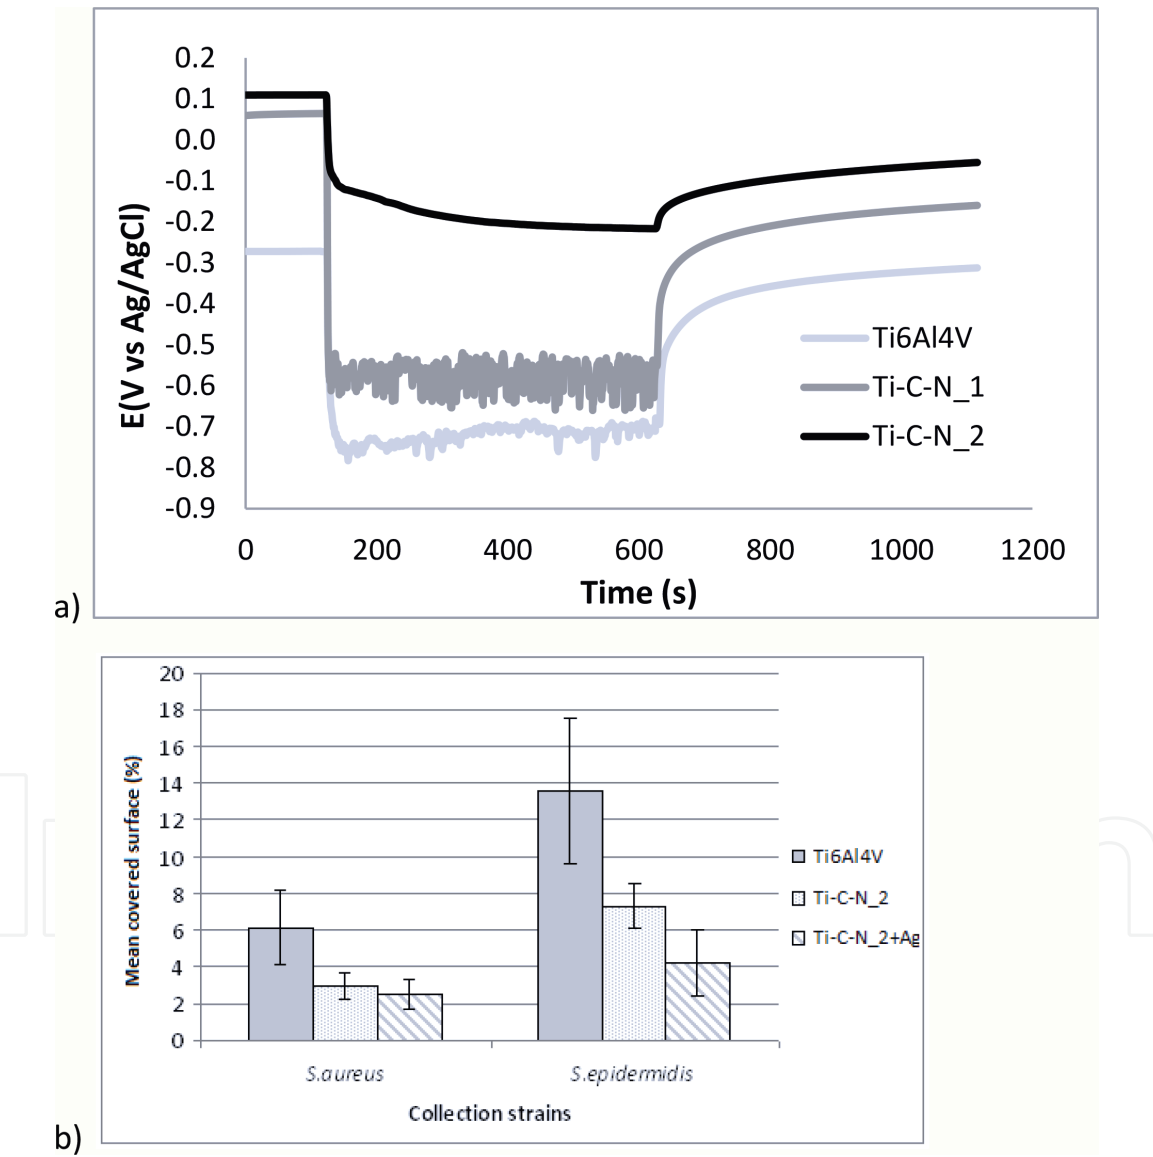 0.2
0.1
0.0
-0.1
-0.2
-0.3
-0.4
-0.5
-0.6
-0.7
-0.8
-0.9
E(V vs Ag/AgCl)
Ti6Al4V
Ti-C-N_1
Ti-C-N_2
0 200 400 600 800 1000 1200
Time (s)
a)
20
18
16
14
12
10
8
6
4
2
0
Mean covered surface (%)
Ti6Al4V
Ti-C-N_2
Ti-C-N_2+Ag
S.aureus S.epidermidis
Collection strains
b)